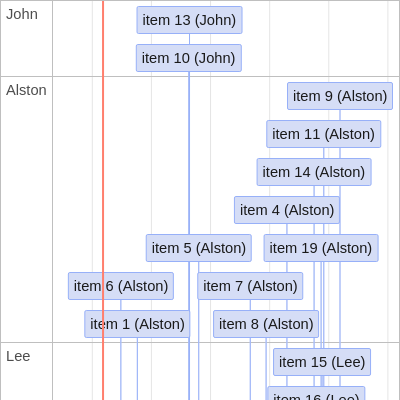 John
item 13 (John)
item 10 (John)
Alston
item 9 (Alston)
item 11 (Alston)
item 14 (Alston)
item 4 (Alston)
item 5 (Alston)
item 19 (Alston)
item 6 (Alston)
item 7 (Alston)
item 1 (Alston)
item 8 (Alston)
Lee
item 15 (Lee)
item 16 (Lee)